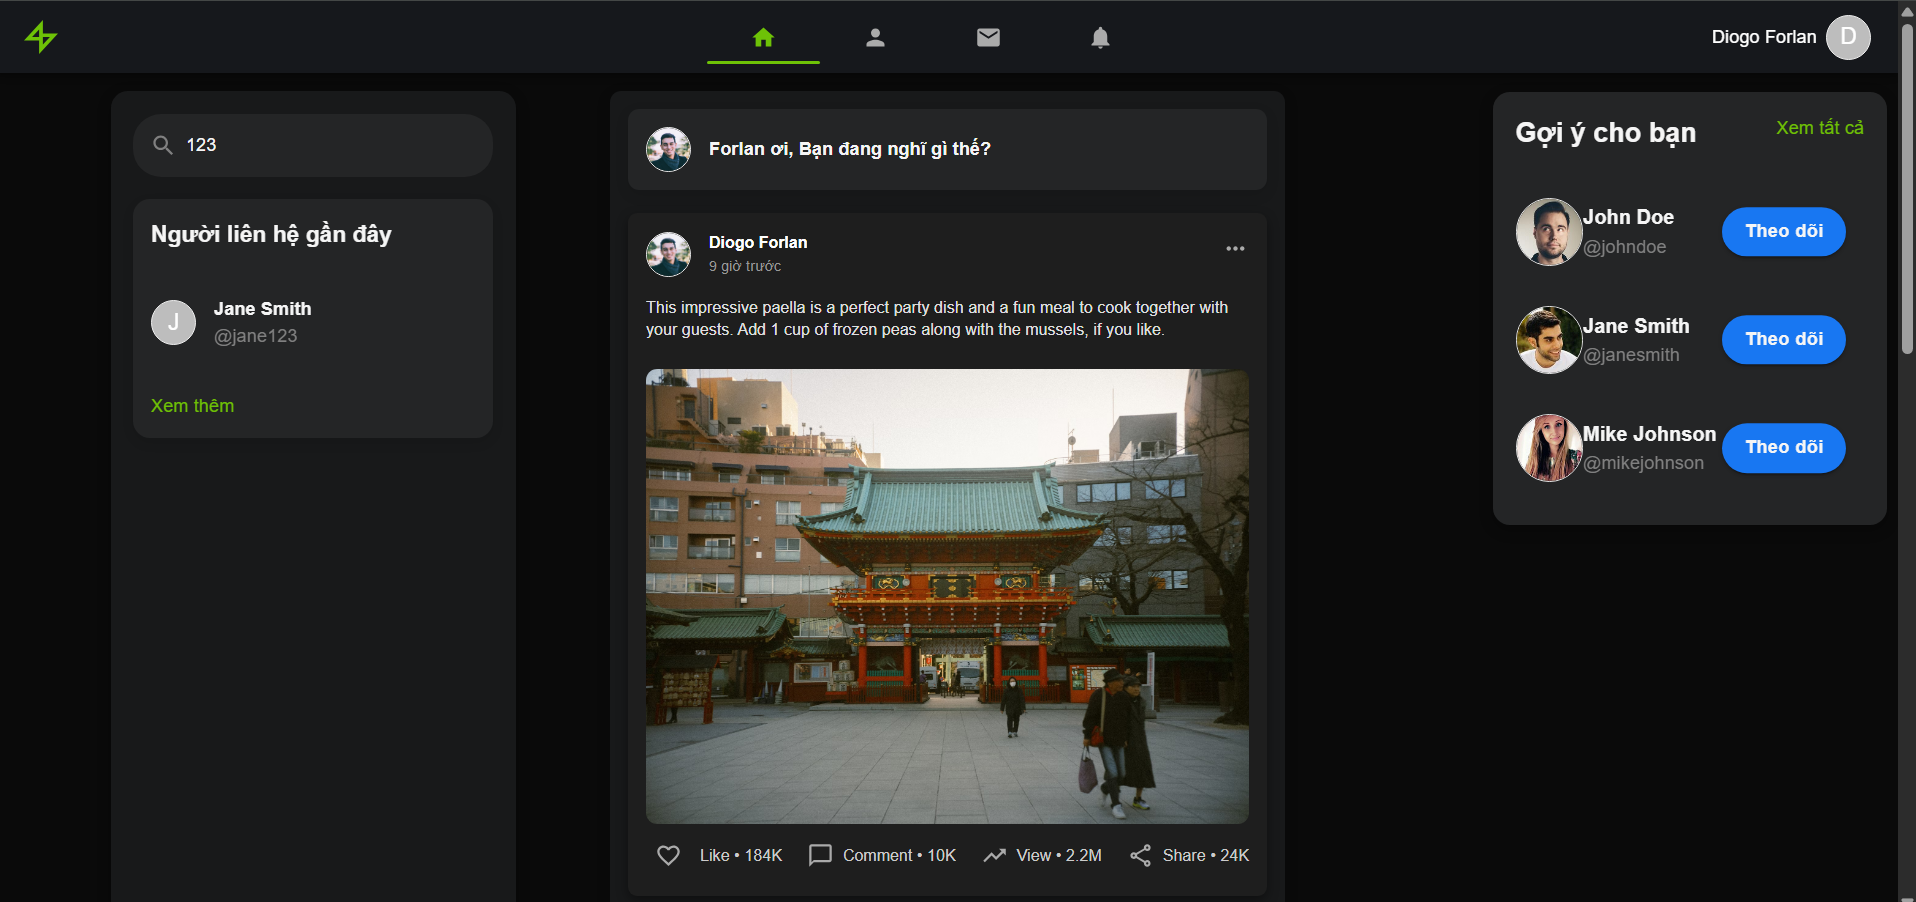 Diogo Forlan
D
123
Người liên hệ gần đây
J
Jane Smith
@jane123
Xem thêm
Forlan ơi, Bạn đang nghĩ gì thế?
Diogo Forlan
9 giờ trước
This impressive paella is a perfect party dish and a fun meal to cook together with
your guests. Add 1 cup of frozen peas along with the mussels, if you like.
Like • 184K
Comment • 10K
View • 2.2M
Share • 24K
Gợi ý cho bạn
Xem tất cả
John Doe
@johndoe
Theo dõi
Jane Smith
@janesmith
Theo dõi
Mike Johnson
@mikejohnson
Theo dõi